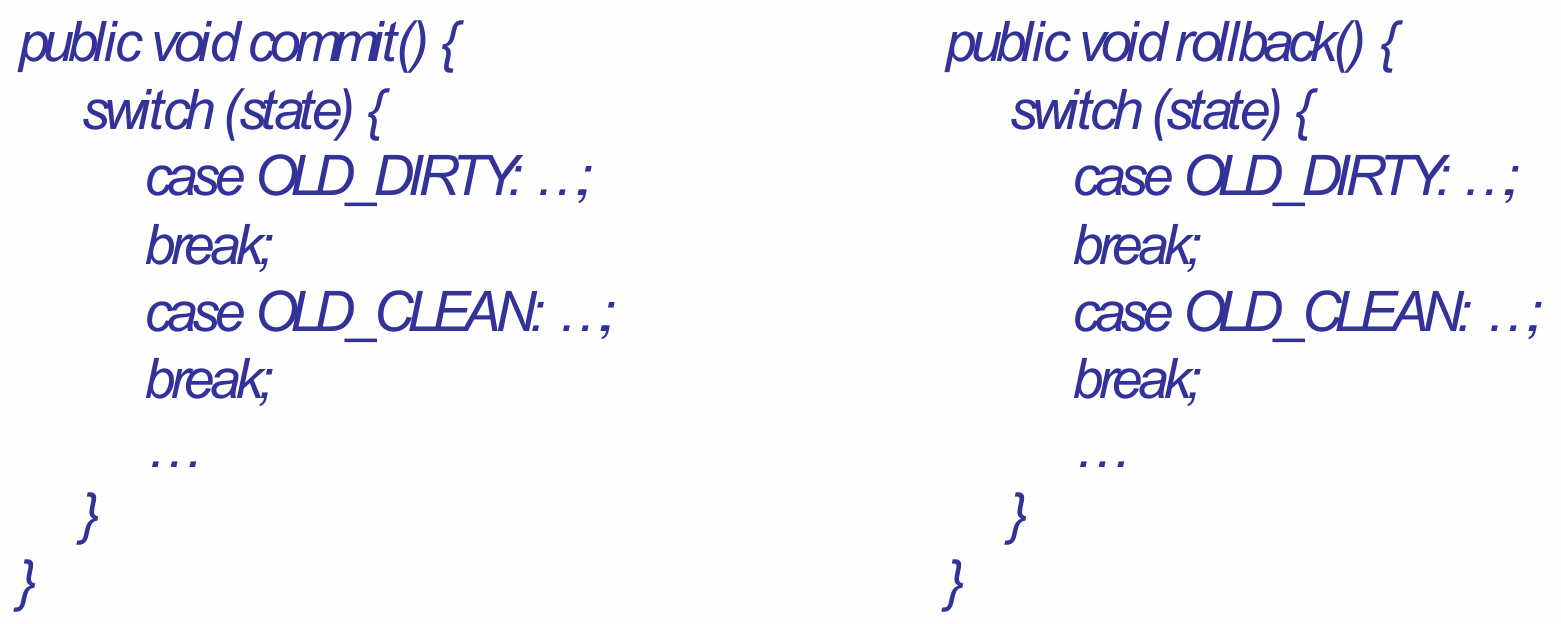 public void commit() {
switch (state) {
case OLD_DIRTY: …;
break;
case OLD_CLEAN: …;
break;
…
}
}
public void rollback() {
switch (state) {
case OLD_DIRTY: …;
break;
case OLD_CLEAN: …;
break;
…
}
}